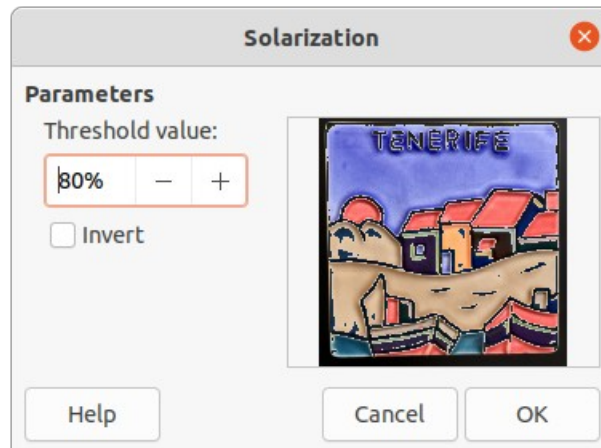 Solarization
Parameters
Threshold value:
80%
Invert
TENERIFE
Help
Cancel
OK